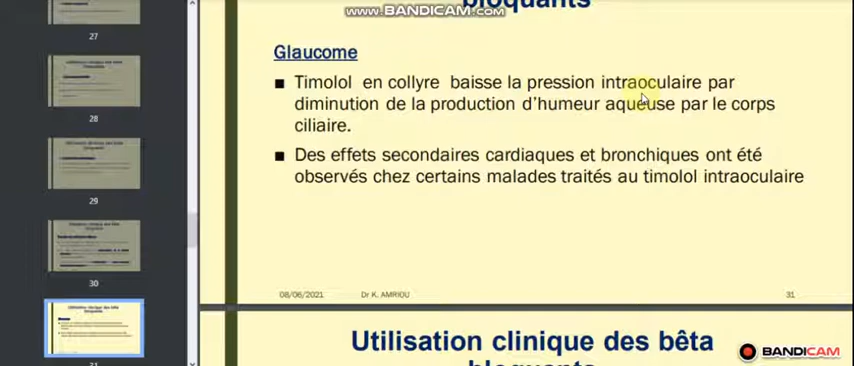 bloquants
www.BANDICAM.com
27
Glaucome
■ Timolol en collyre baisse la pression intraoculaire par
diminution de la production d'humeur aqueuse par le corps
ciliaire.
28
■ Des effets secondaires cardiaques et bronchiques ont été
observés chez certains malades traités au timolol intraoculaire
29
30
08/06/2021 Dr K. AMRIOU 31
31
Utilisation clinique des bêta
bloquants
BANDICAM